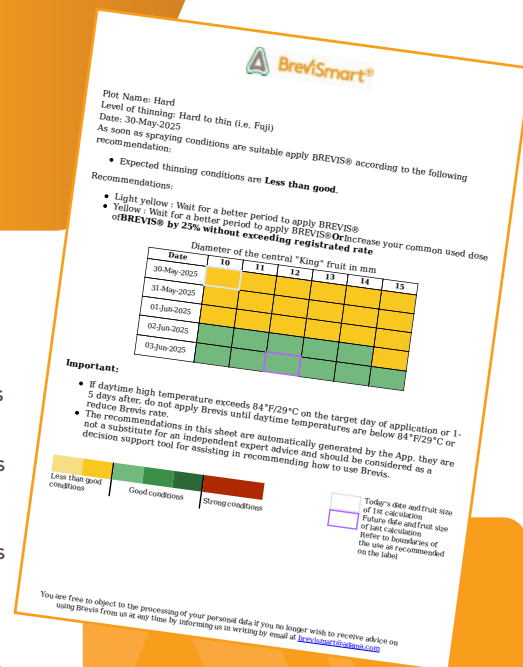 BreviSmart®
Plot Name: Hard
Level of thinning: Hard to thin (i.e. Fuji)
Date: 30-May-2025
As soon as spraying conditions are suitable apply BREVIS® according to the following
recommendation:
• Expected thinning conditions are Less than good.
Recommendations:
• Light yellow : Wait for a better period to apply BREVIS®
• Yellow : Wait for a better period to apply BREVIS®OrIncrease your common used dose
ofBREVIS® by 25% without exceeding registrated rate
Diameter of the central "King" fruit in mm
Date 10 11 12 13 14 15
30-May-2025
31-May-2025
01-Jun-2025
02-Jun-2025
03-Jun-2025
Important:
• If daytime high temperature exceeds 84°F/29°C on the target day of application or 1-
5 days after, do not apply Brevis until daytime temperatures are below 84°F/29°C or
reduce Brevis rate.
• The recommendations in this sheet are automatically generated by the App. they are
not a substitute for an independent expert advice and should be considered as a
decision support tool for assisting in recommending how to use Brevis.
Less than good
conditions
Good conditions
Strong conditions
Today's date and fruit size
of 1st calculation
Future date and fruit size
of last calculation
Refer to boundaries of
the use as recommended
on the label
You are free to object to the processing of your personal data if you no longer wish to receive advice on
using Brevis from us at any time by informing us in writing by email at brevismart@adama.com
s
s
s